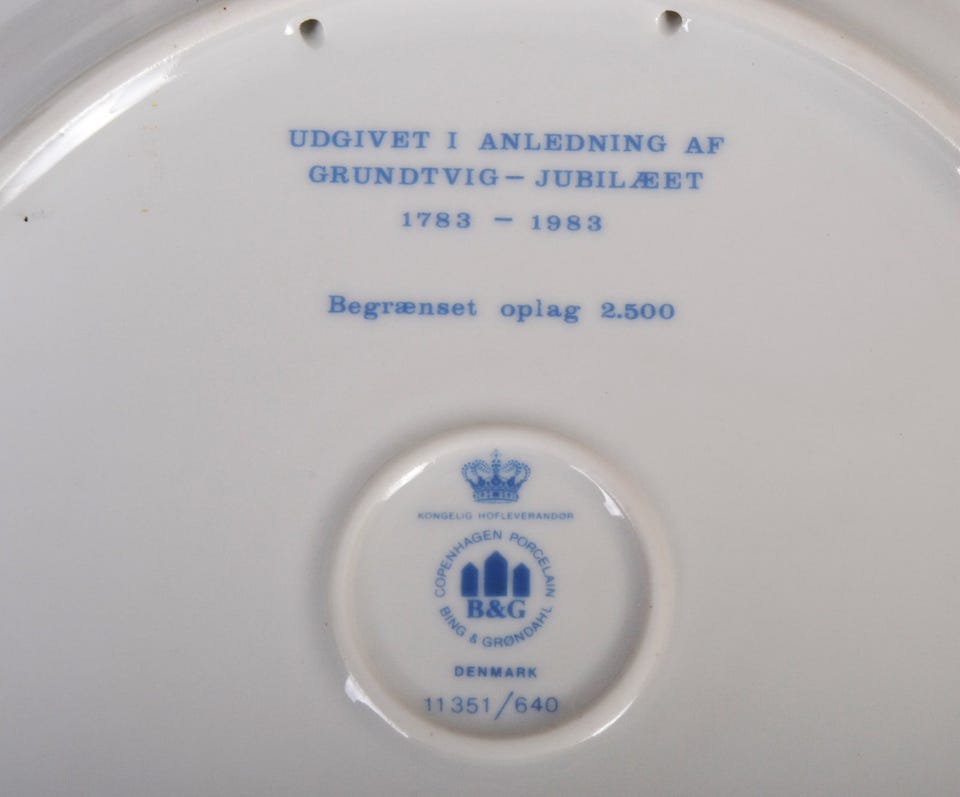 UDGIVET I ANLEDNING AF
GRUNDTVIG – JUBILÆET
1783 – 1983
Begrænset oplag 2.500
KONGELIG HOFLEVERANDØR
COPENHAGEN PORCELAIN
B&G
BING & GRØNDAHL
DENMARK
11351/640